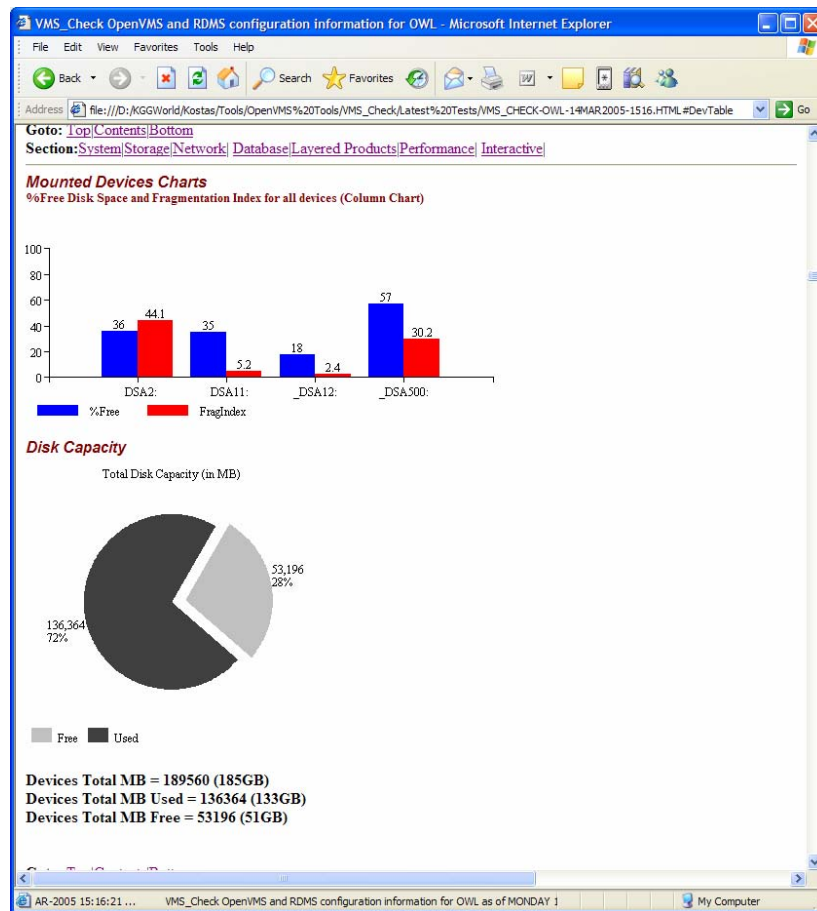 VMS_Check OpenVMS and RDMS configuration information for OWL - Microsoft Internet Explorer
File Edit View Favorites Tools Help
Back Search Favorites
Address file:///D:/KGGWorld/Kostas/Tools/OpenVMS%20Tools/VMS_Check/Latest%20Tests/VMS_CHECK-OWL-14MAR2005-1516.HTML#DevTable Go
Goto: Top|Contents|Bottom
Section:System|Storage|Network| Database|Layered Products|Performance| Interactive|
Mounted Devices Charts
%Free Disk Space and Fragmentation Index for all devices (Column Chart)
100
80
60
40
20
0
36 44.1 35 5.2 18 2.4 57 30.2
DSA2: DSA11: _DSA12: _DSA500:
%Free FragIndex
Disk Capacity
Total Disk Capacity (in MB)
53,196
28%
136,364
72%
Free Used
Devices Total MB = 189560 (185GB)
Devices Total MB Used = 136364 (133GB)
Devices Total MB Free = 53196 (51GB)
AR-2005 15:16:21 ... VMS_Check OpenVMS and RDMS configuration information for OWL as of MONDAY 1 My Computer